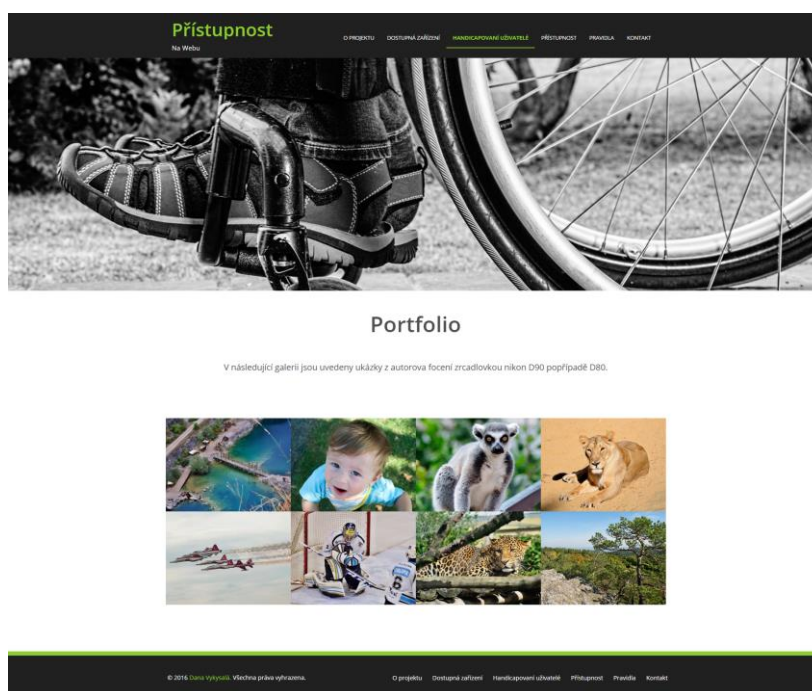 Přístupnost
Na Webu
O PROJEKTU DOSTUPNÁ ZAŘÍZENÍ HANDICAPOVANÍ UŽIVATELÉ PŘÍSTUPNOST PRAVIDLA KONTAKT
Portfolio
V následující galerii jsou uvedeny ukázky z autorova focení zrcadlovkou nikon D90 popřípadě D80.
© 2016 Dana Vykysalá. Všechna práva vyhrazena. O projektu Dostupná zařízení Handicapovaní uživatelé Přístupnost Pravidla Kontakt